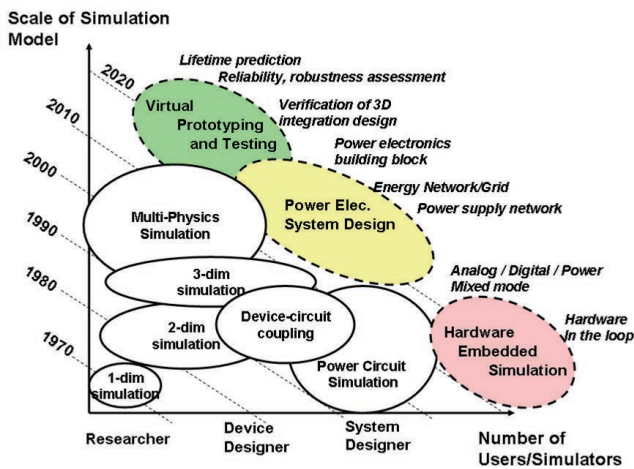 Scale of Simulation
Model
2020
2010
2000
1990
1980
1970
Lifetime prediction
Reliability, robustness assessment
Virtual
Prototyping
and Testing
Verification of 3D
integration design
Power electronics
building block
Energy Network/Grid
Power supply network
Power Elec.
System Design
Multi-Physics
Simulation
3-dim
simulation
Analog / Digital / Power
Mixed mode
2-dim
simulation
Device-circuit
coupling
Hardware
In the loop
Hardware
Embedded
Simulation
Power Circuit
Simulation
1-dim
simulation
Researcher
Device
Designer
System
Designer
Number of
Users/Simulators